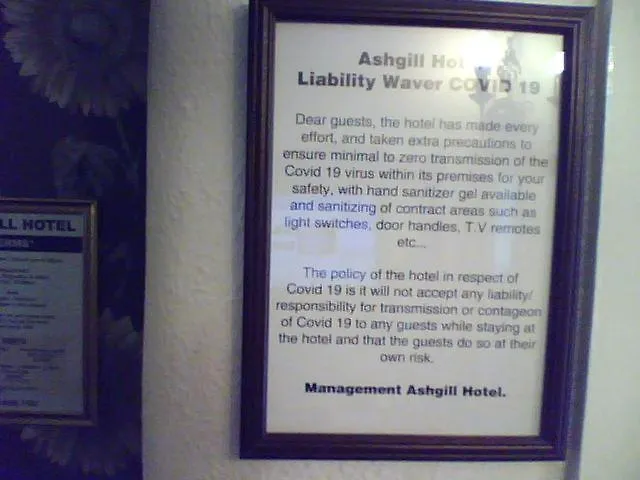 Ashgill
Liability Waver COVID 19
Dear guests, the hotel has made every
effort, and taken extra precautions to
ensure minimal to zero transmission of the
Covid 19 virus within its premises for your
safety, with hand sanitizer gel available
and sanitizing of contract areas such as
light switches, door handles, T.V remotes
etc...
The policy of the hotel in respect of
Covid 19 is it will not accept any liability/
responsibility for transmission or contageon
of Covid 19 to any guests while staying at
the hotel and that the guests do so at their
own risk.
Management Ashgill Hotel.
LL HOTEL